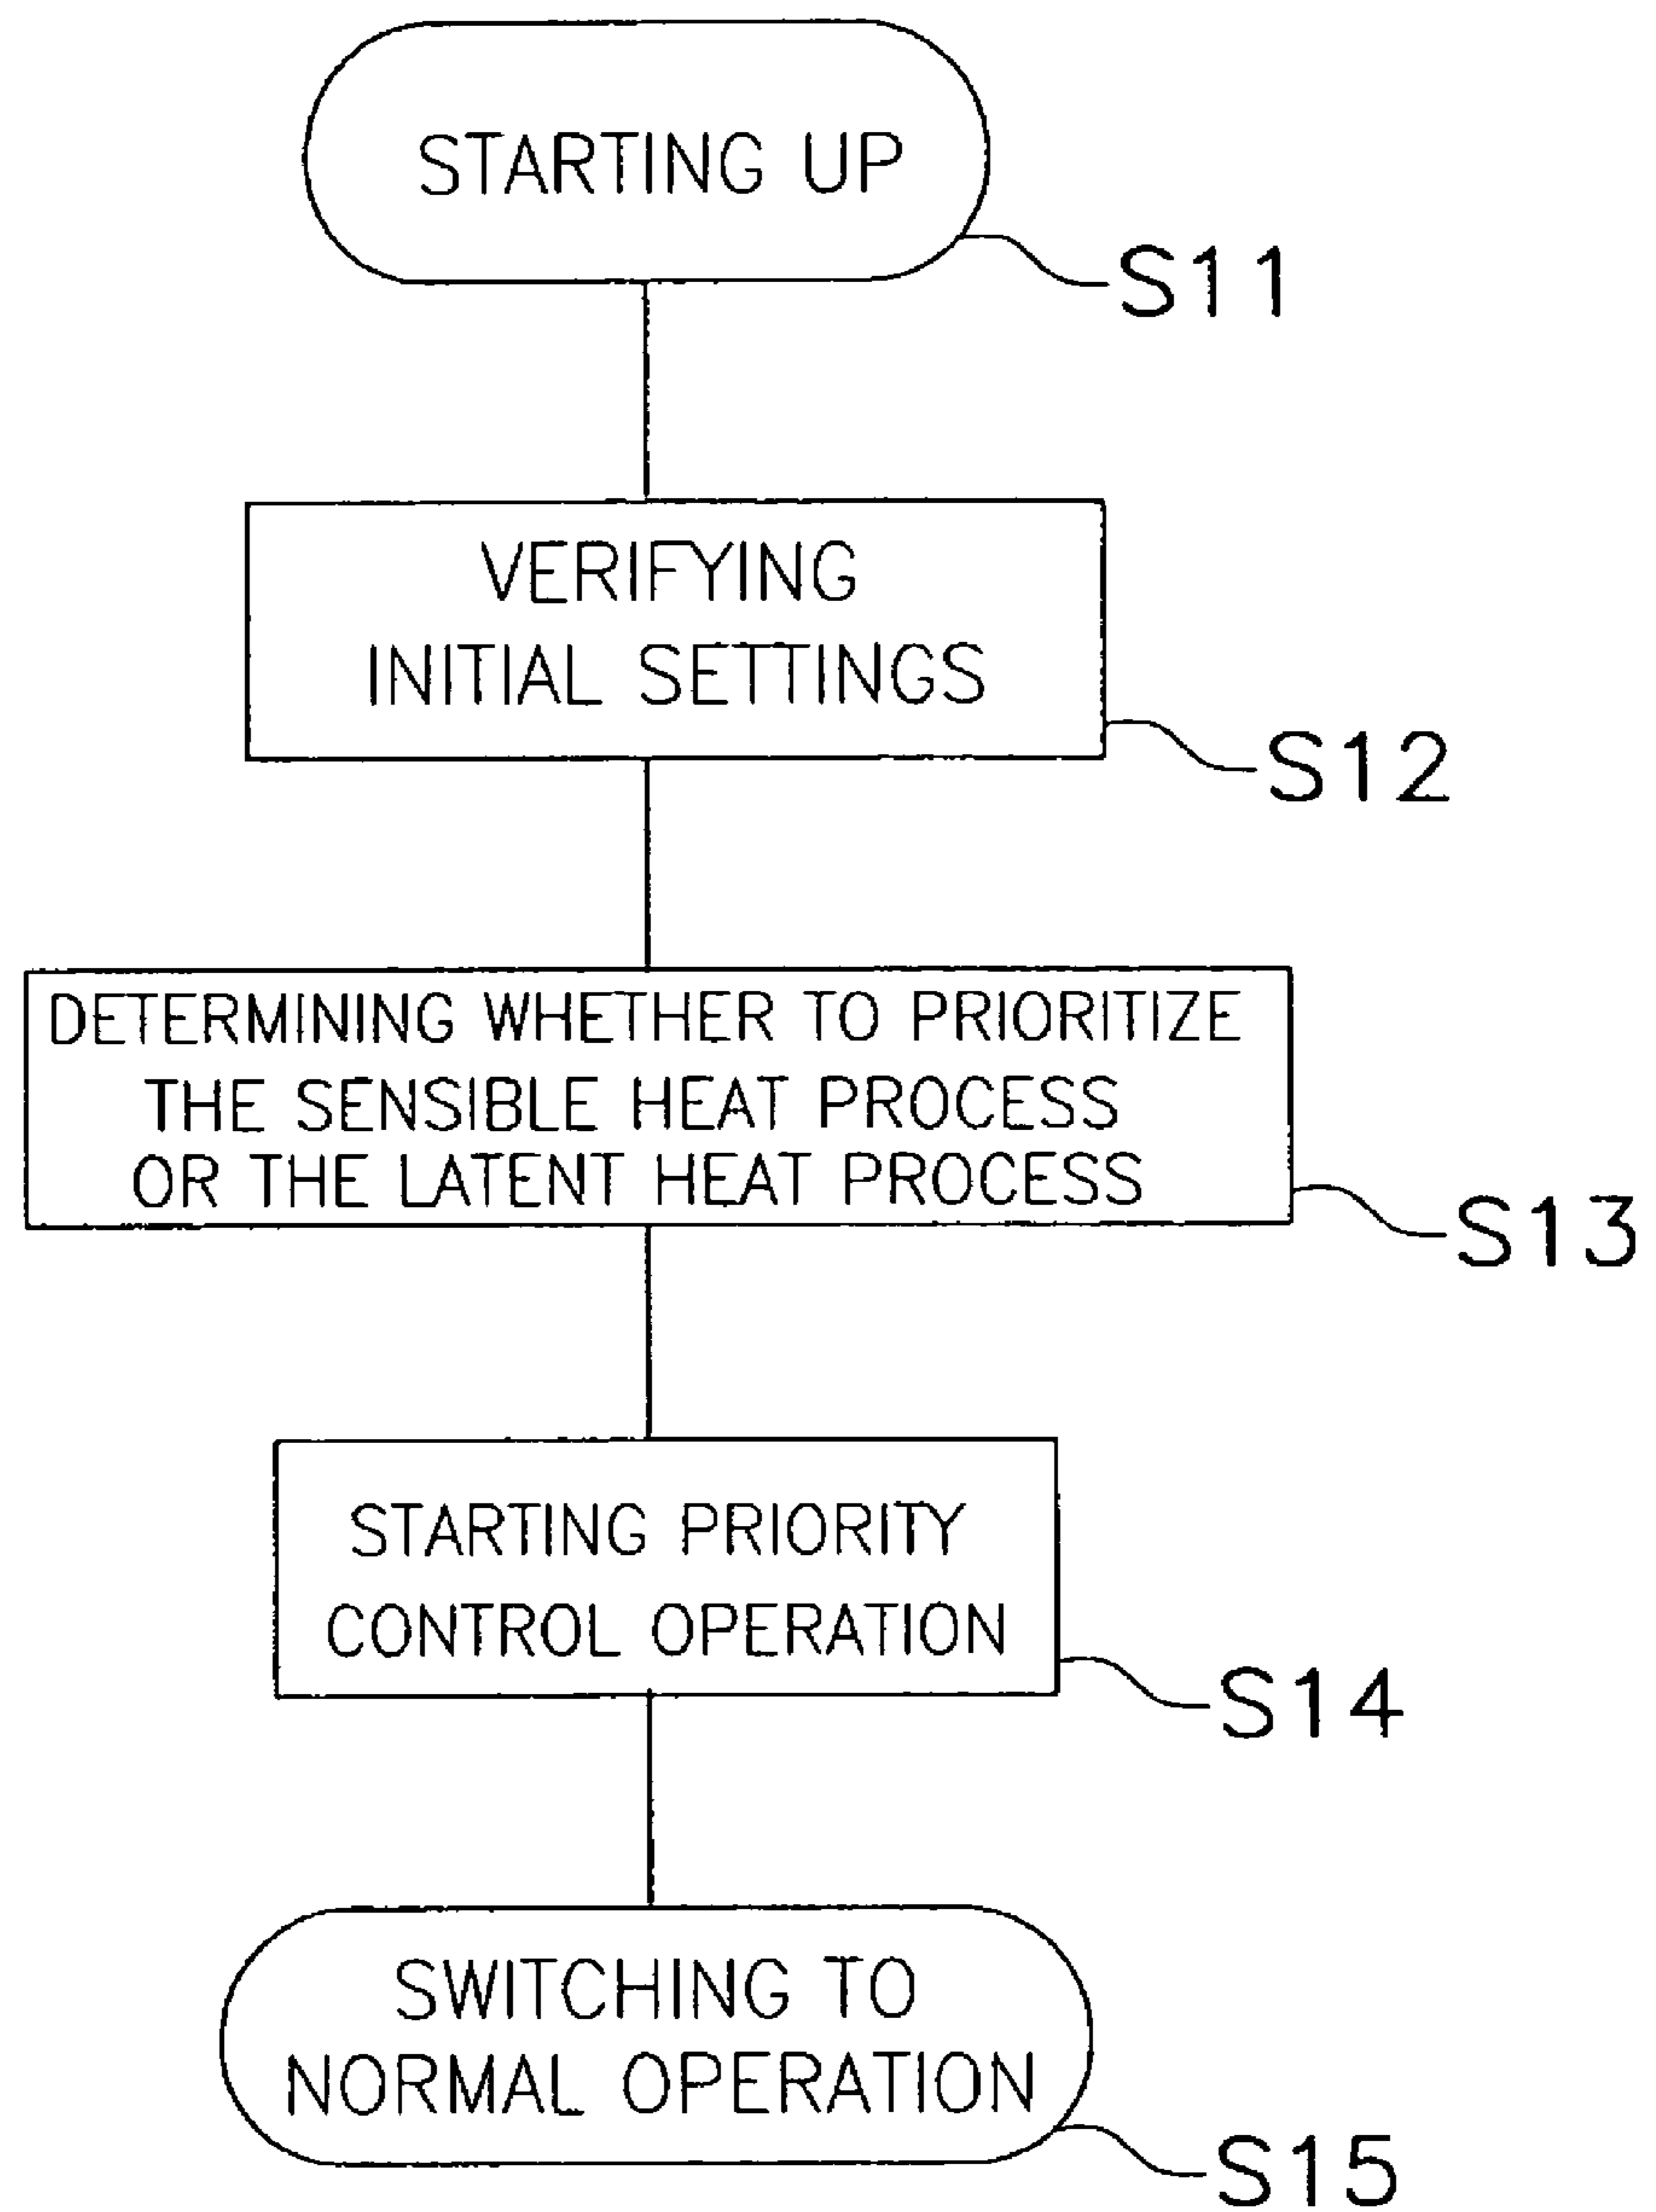 STARTING UP
S11
VERIFYING
INITIAL SETTINGS
S12
DETERMINING WHETHER TO PRIORITIZE
THE SENSIBLE HEAT PROCESS
OR THE LATENT HEAT PROCESS
S13
STARTING PRIORITY
CONTROL OPERATION
S14
SWITCHING TO
NORMAL OPERATION
S15